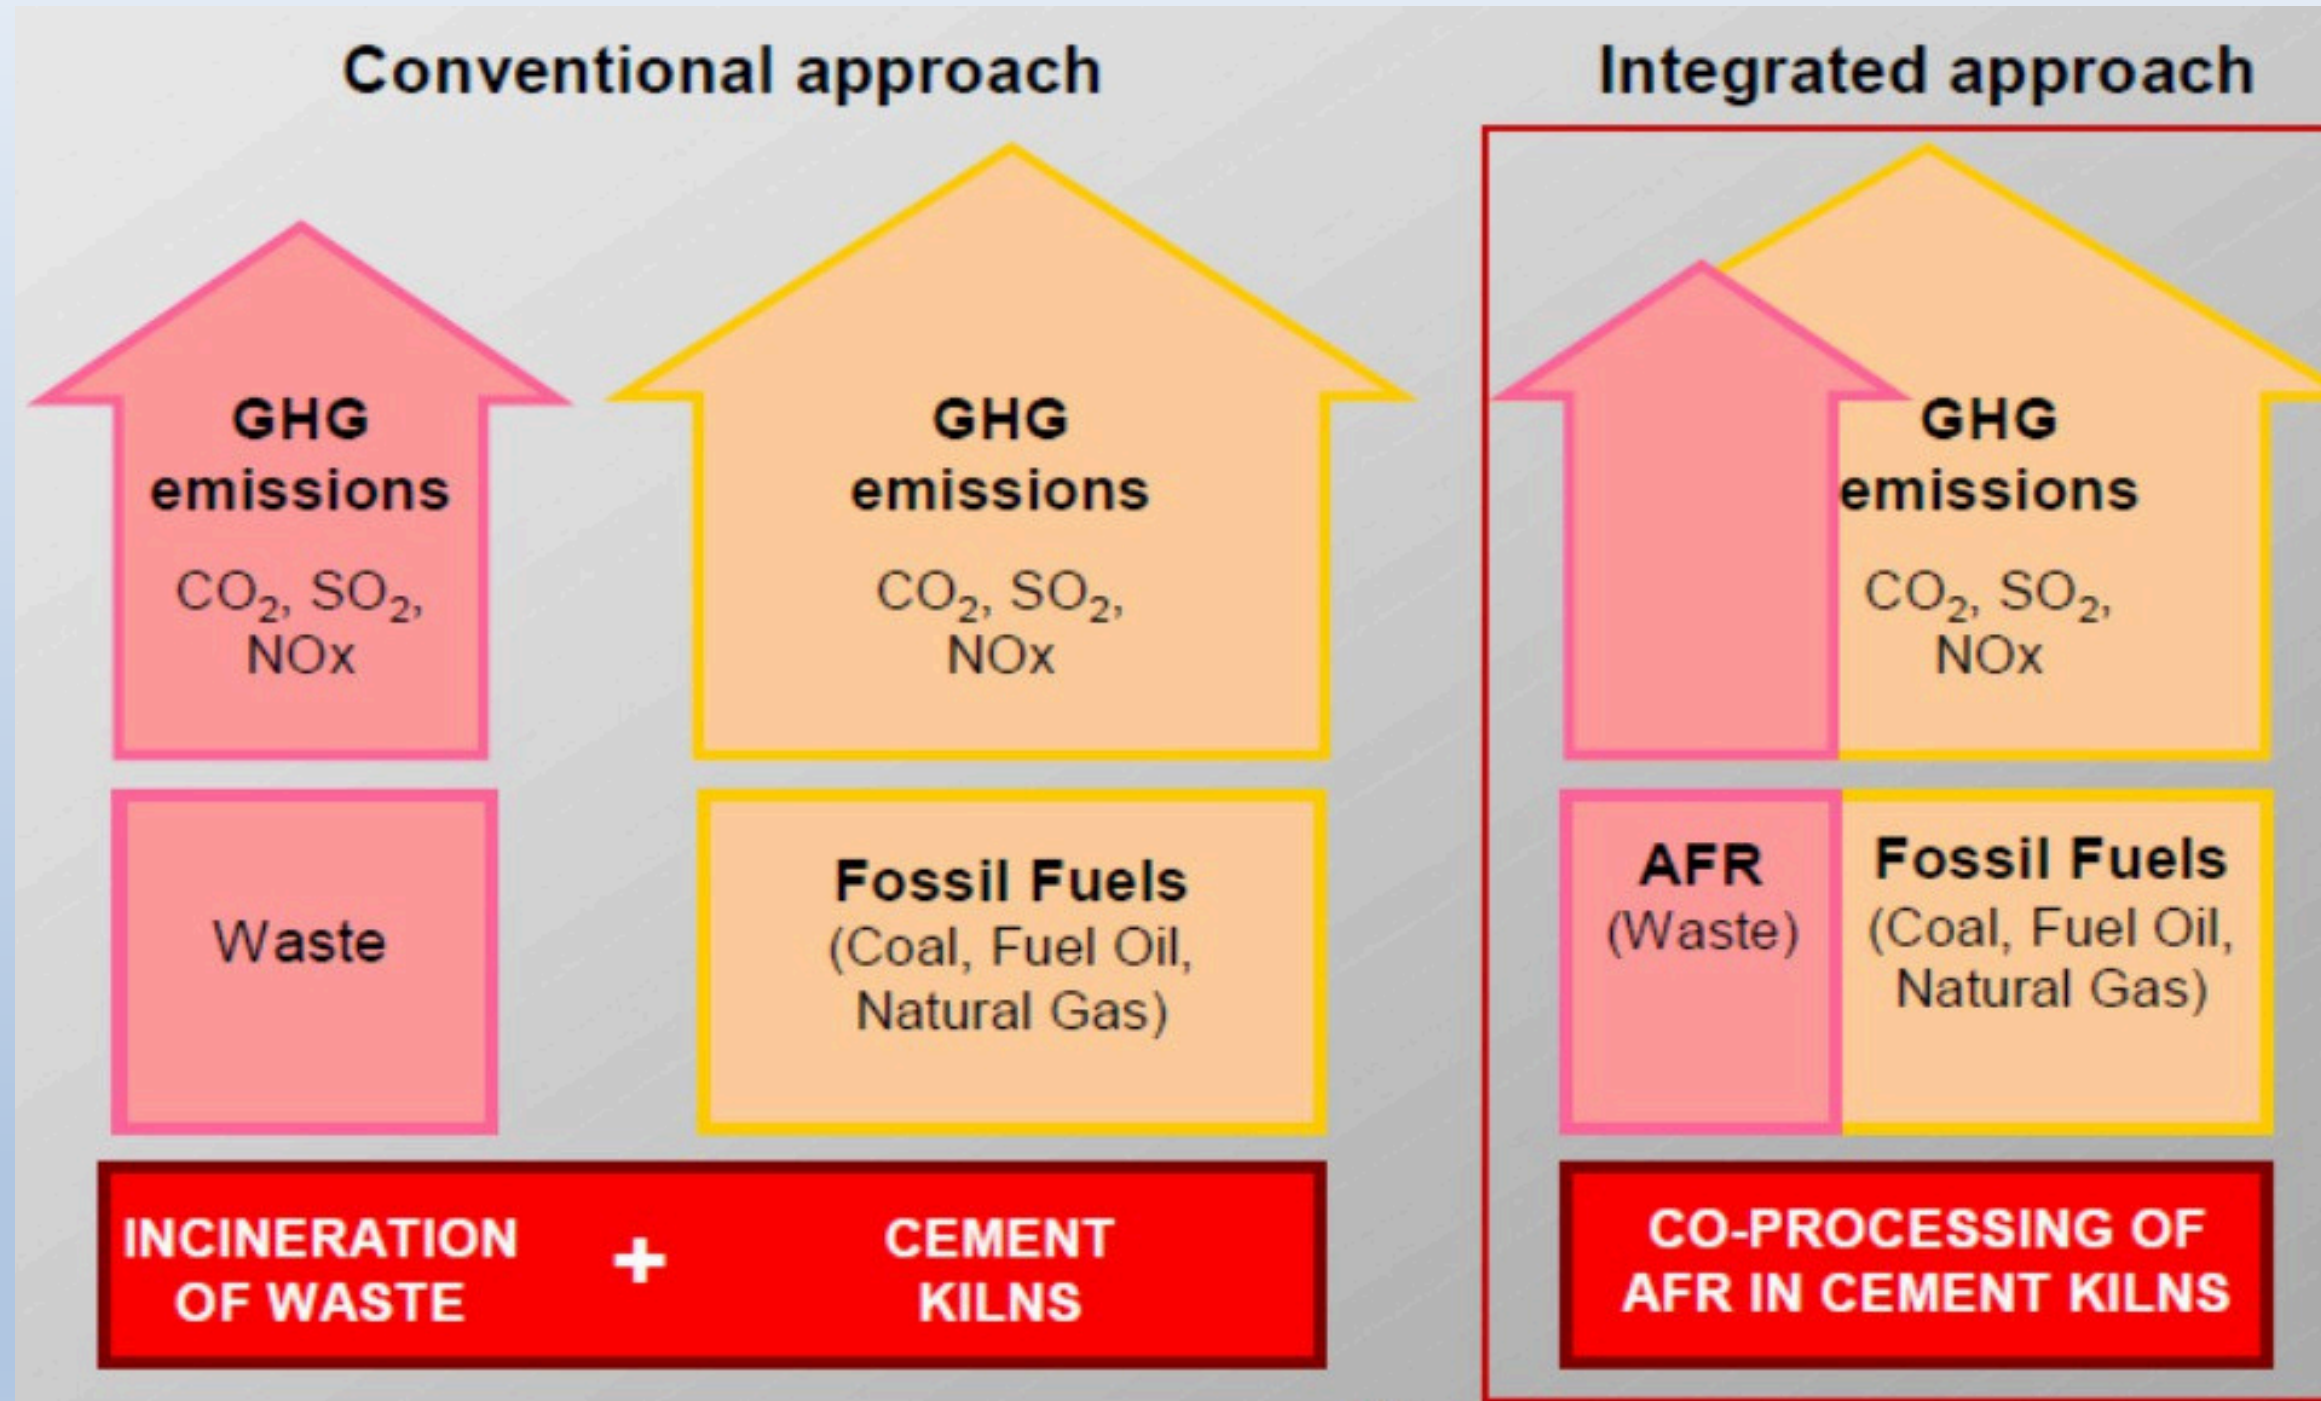 Conventional approach
GHG
emissions
CO₂, SO₂,
NOx
Waste
GHG
emissions
CO₂, SO₂,
NOx
Fossil Fuels
(Coal, Fuel Oil,
Natural Gas)
INCINERATION
OF WASTE
+
CEMENT
KILNS
Integrated approach
GHG
emissions
CO₂, SO₂,
NOx
AFR
(Waste)
Fossil Fuels
(Coal, Fuel Oil,
Natural Gas)
CO-PROCESSING OF
AFR IN CEMENT KILNS